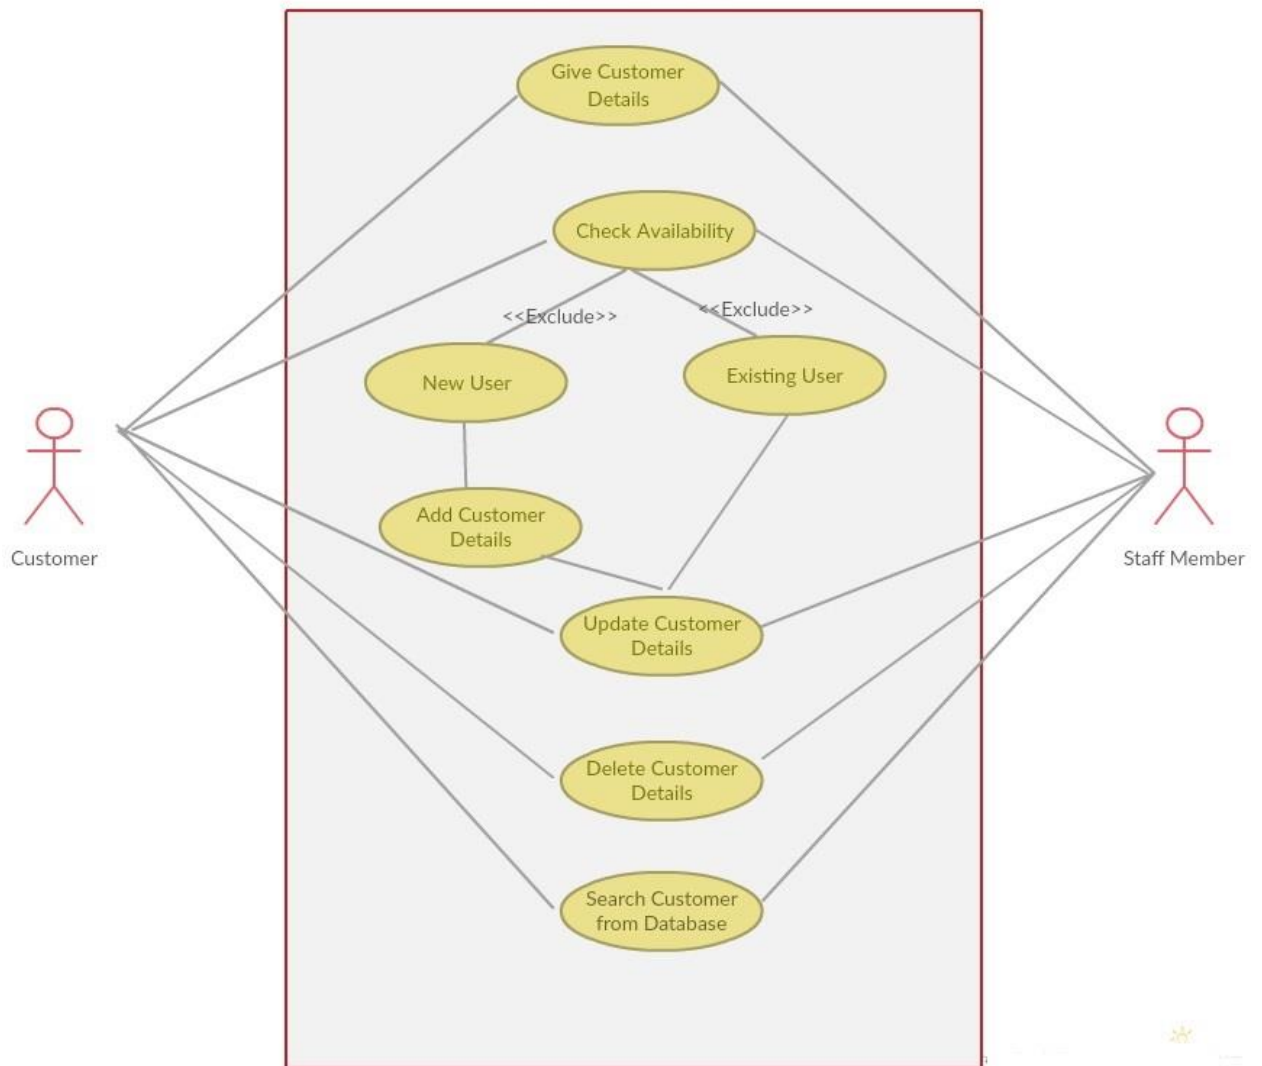 Give Customer
Details
Check Availability
<<Exclude>>
<<Exclude>>
New User
Existing User
Add Customer
Details
Customer
Staff Member
Update Customer
Details
Delete Customer
Details
Search Customer
from Database